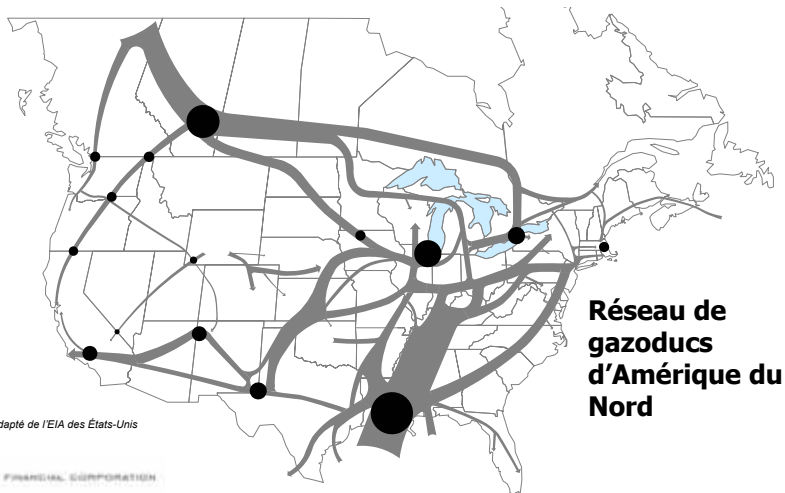 Réseau de
gazoducs
d’Amérique du
Nord
dapté de l’EIA des États-Unis
FINANCIAL CORPORATION